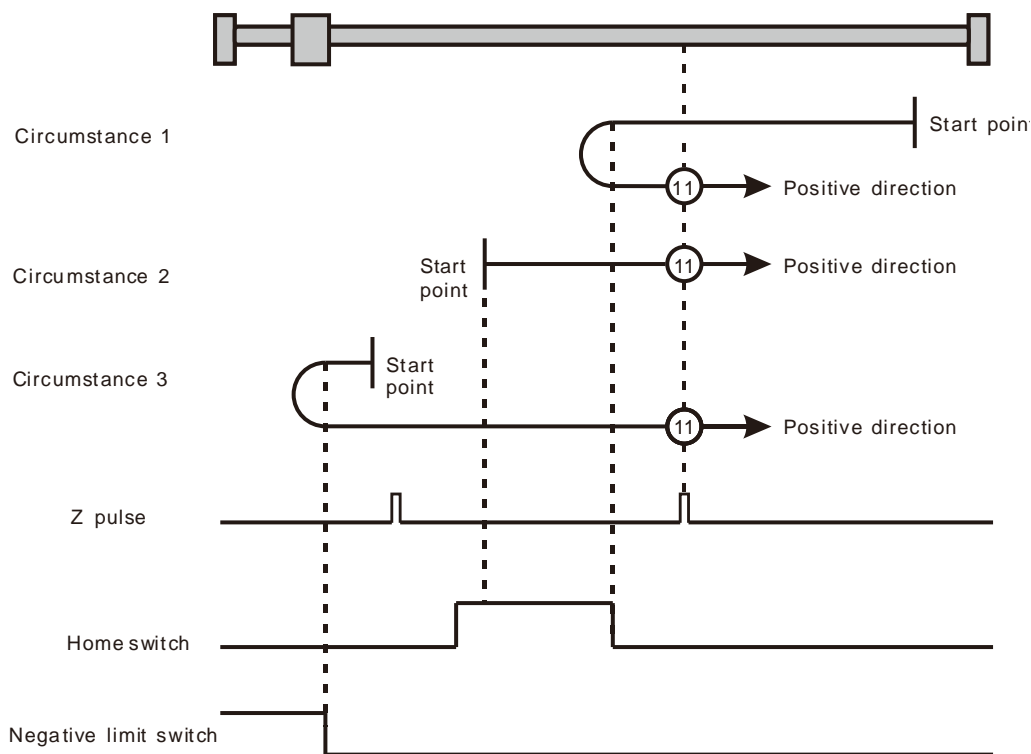 Circumstance 1
Start point
11
Positive direction
Circumstance 2
Start
point
11
Positive direction
Circumstance 3
Start
point
11
Positive direction
Z pulse
Home switch
Negative limit switch